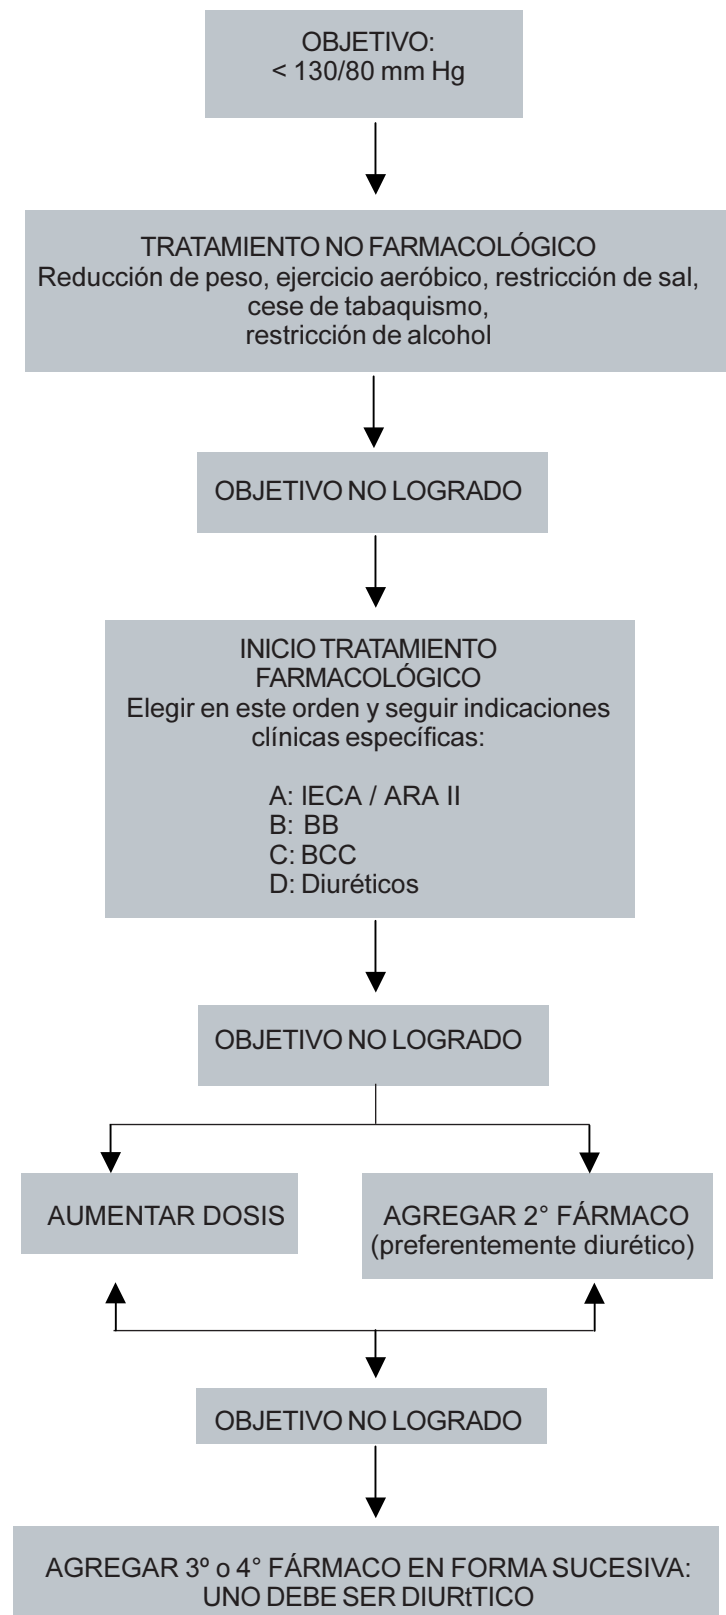 OBJETIVO:
< 130/80 mm Hg
TRATAMIENTO NO FARMACOLÓGICO
Reducción de peso, ejercicio aeróbico, restricción de sal,
cese de tabaquismo,
restricción de alcohol
OBJETIVO NO LOGRADO
INICIO TRATAMIENTO
FARMACOLÓGICO
Elegir en este orden y seguir indicaciones
clínicas específicas:
A: IECA / ARA II
B: BB
C: BCC
D: Diuréticos
OBJETIVO NO LOGRADO
AUMENTAR DOSIS
AGREGAR 2° FÁRMACO
(preferentemente diurético)
OBJETIVO NO LOGRADO
AGREGAR 3º o 4° FÁRMACO EN FORMA SUCESIVA:
UNO DEBE SER DIURtTICO